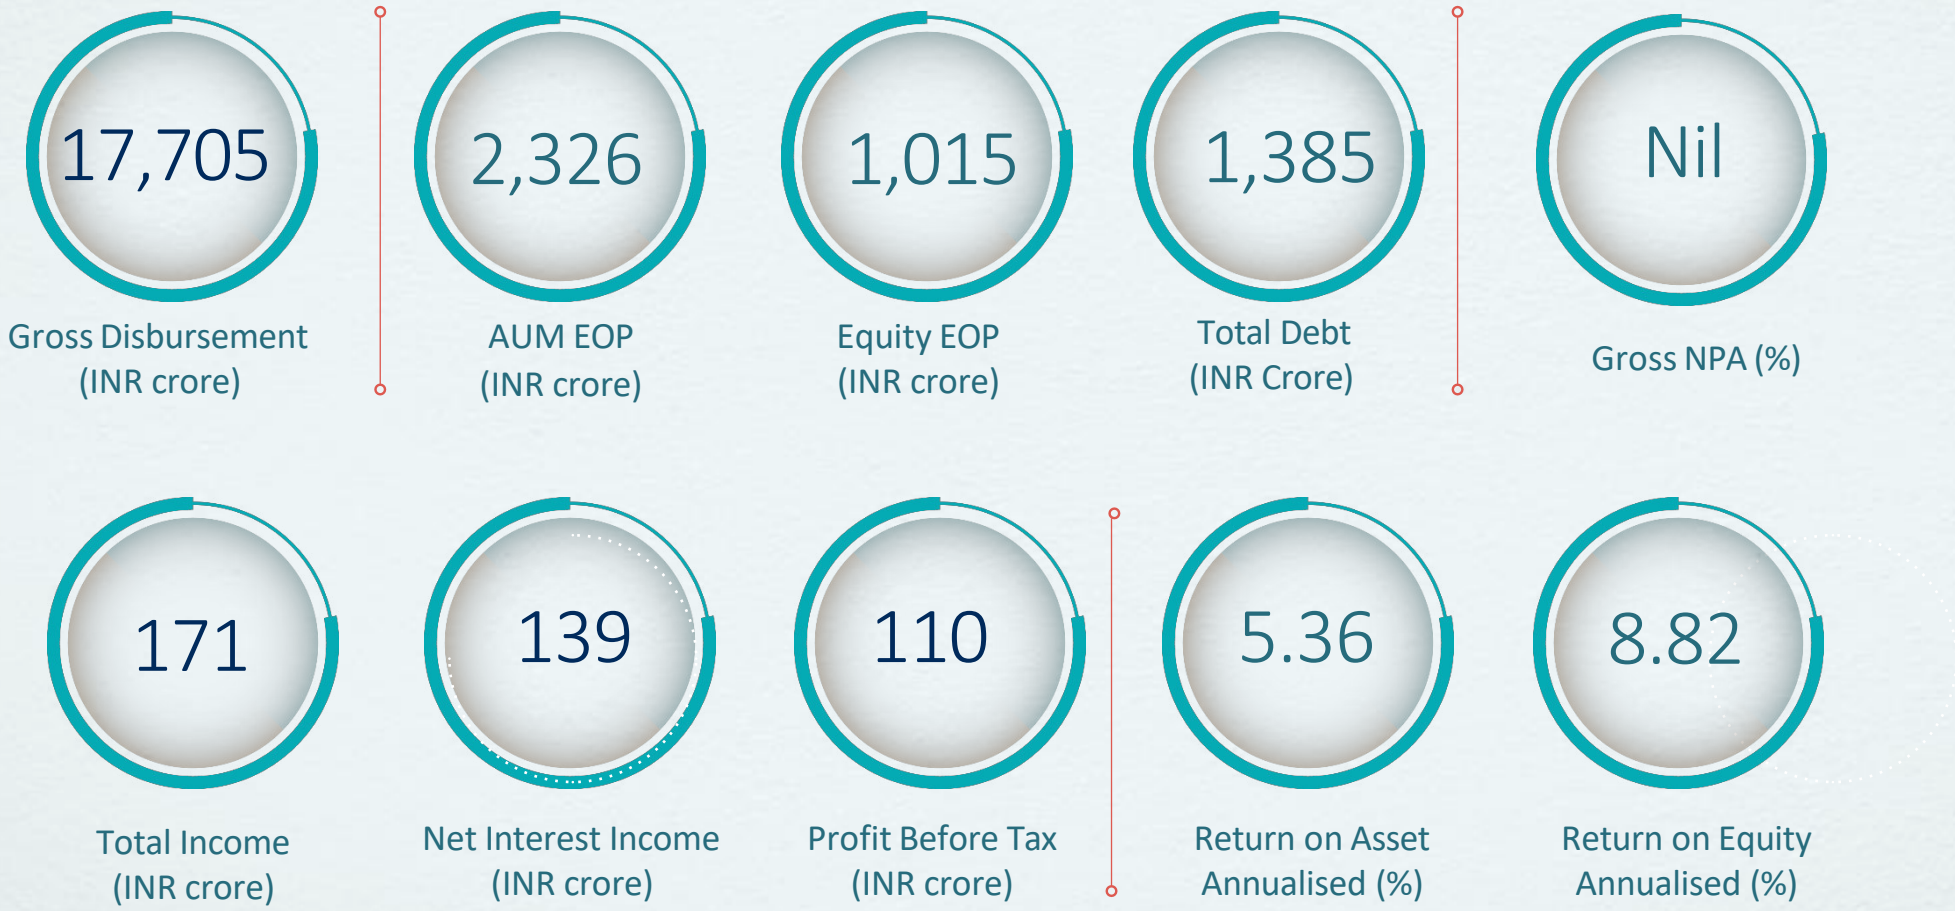 17,705
Gross Disbursement
(INR crore)
2,326
AUM EOP
(INR crore)
1,015
Equity EOP
(INR crore)
1,385
Total Debt
(INR Crore)
Nil
Gross NPA (%)
171
Total Income
(INR crore)
139
Net Interest Income
(INR crore)
110
Profit Before Tax
(INR crore)
5.36
Return on Asset
Annualised (%)
8.82
Return on Equity
Annualised (%)